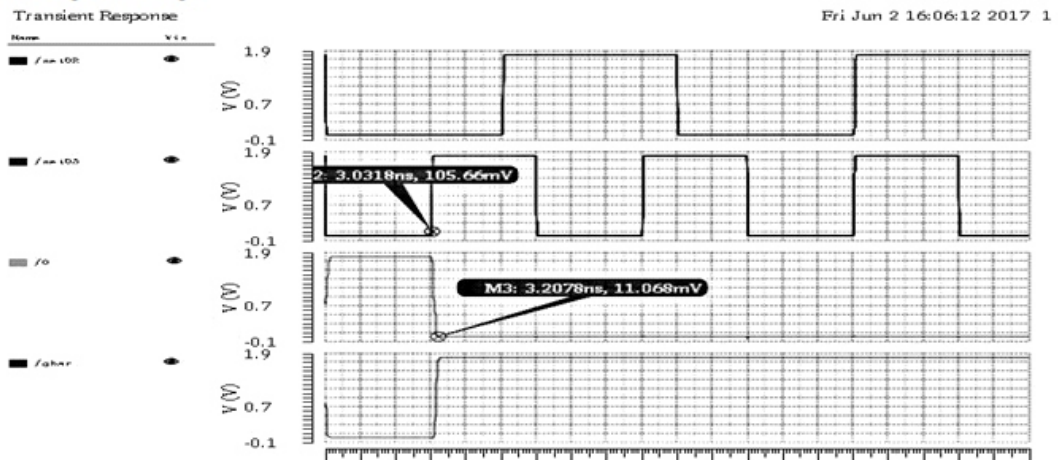 Transient Response
Fri Jun 2 16:06:12 2017 1
Name Vis
1.9
V (V)
0.7
-0.1
1.9
2: 3.0318ns, 105.66mV
V (V)
0.7
-0.1
1.9
V (V)
M3: 3.2078ns, 11.068mV
0.7
-0.1
/qbar
1.9
V (V)
0.7
-0.1